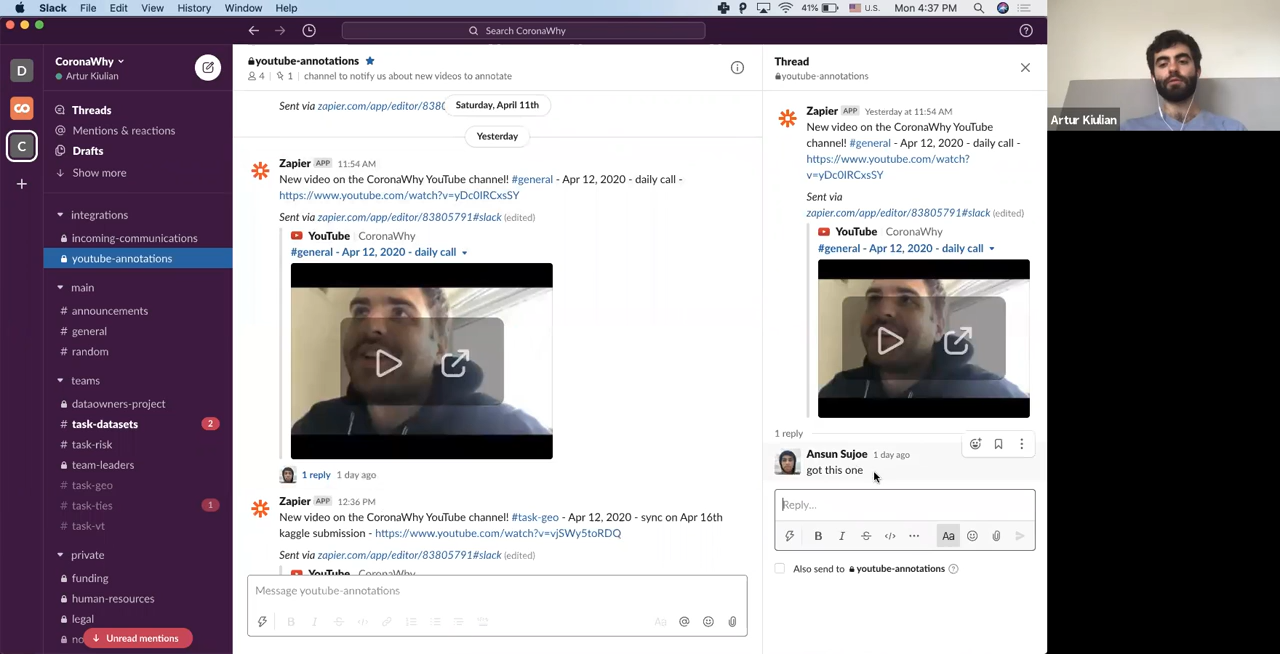 Slack File Edit View History Window Help
41% U.S. Mon 4:37 PM
Search CoronaWhy
D
C
CoronaWhy
Artur Kiulian
Threads
Mentions & reactions
Drafts
Show more
integrations
incoming-communications
youtube-annotations
main
# announcements
# general
# random
teams
dataowners-project
# task-datasets 2
# task-risk
team-leaders
# task-geo
# task-ties 1
# task-vt
private
funding
human-resources
legal
Unread mentions
youtube-annotations
4 1 channel to notify us about new videos to annotate
Sent via zapier.com/app/editor/8380
Saturday, April 11th
Yesterday
Zapier APP 11:54 AM
New video on the CoronaWhy YouTube channel! #general - Apr 12, 2020 - daily call -
https://www.youtube.com/watch?v=yDc0IRCxsSY
Sent via zapier.com/app/editor/83805791#slack (edited)
YouTube CoronaWhy
#general - Apr 12, 2020 - daily call
1 reply 1 day ago
Zapier APP 12:36 PM
New video on the CoronaWhy YouTube channel! #task-geo - Apr 12, 2020 - sync on Apr 16th
kaggle submission - https://www.youtube.com/watch?v=vjSWy5toRDQ
Sent via zapier.com/app/editor/83805791#slack (edited)
YouTube CoronaWhy
Message youtube-annotations
B I Aa @
Thread
youtube-annotations
Zapier APP Yesterday at 11:54 AM
New video on the CoronaWhy YouTube
channel! #general - Apr 12, 2020 - daily call -
https://www.youtube.com/watch?
v=yDc0IRCxsSY
Sent via
zapier.com/app/editor/83805791#slack (edited)
YouTube CoronaWhy
#general - Apr 12, 2020 - daily call
1 reply
Ansun Sujoe 1 day ago
got this one
Reply...
B I Aa
Also send to youtube-annotations
Artur Kiulian